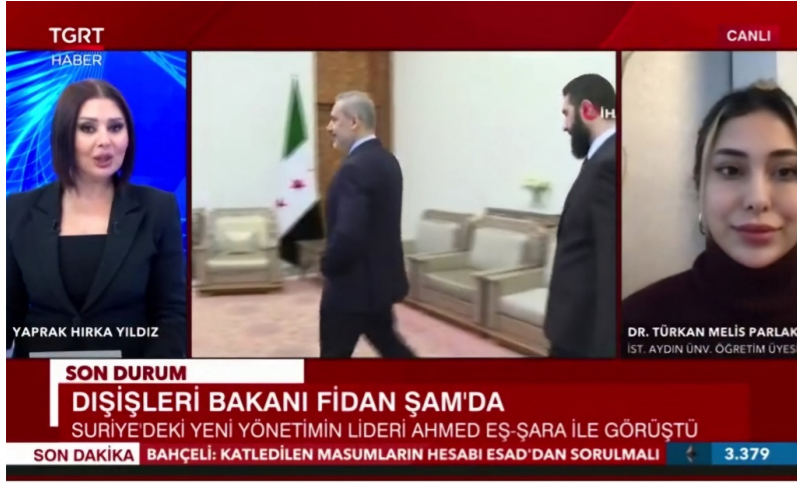 TGRT
HABER
CANLI
İH
YAPRAK HIRKA YILDIZ
DR. TÜRKAN MELİS PARLAK
İST. AYDIN ÜNV. ÖĞRETİM ÜYESİ
SON DURUM
DIŞİŞLERİ BAKANI FİDAN ŞAM'DA
SURİYE'DEKİ YENİ YÖNETİMİN LİDERİ AHMED EŞ-ŞARA İLE GÖRÜŞTÜ
SON DAKİKA BAHÇELİ: KATLEDİLEN MASUMLARIN HESABI ESAD'DAN SORULMALI 3.379